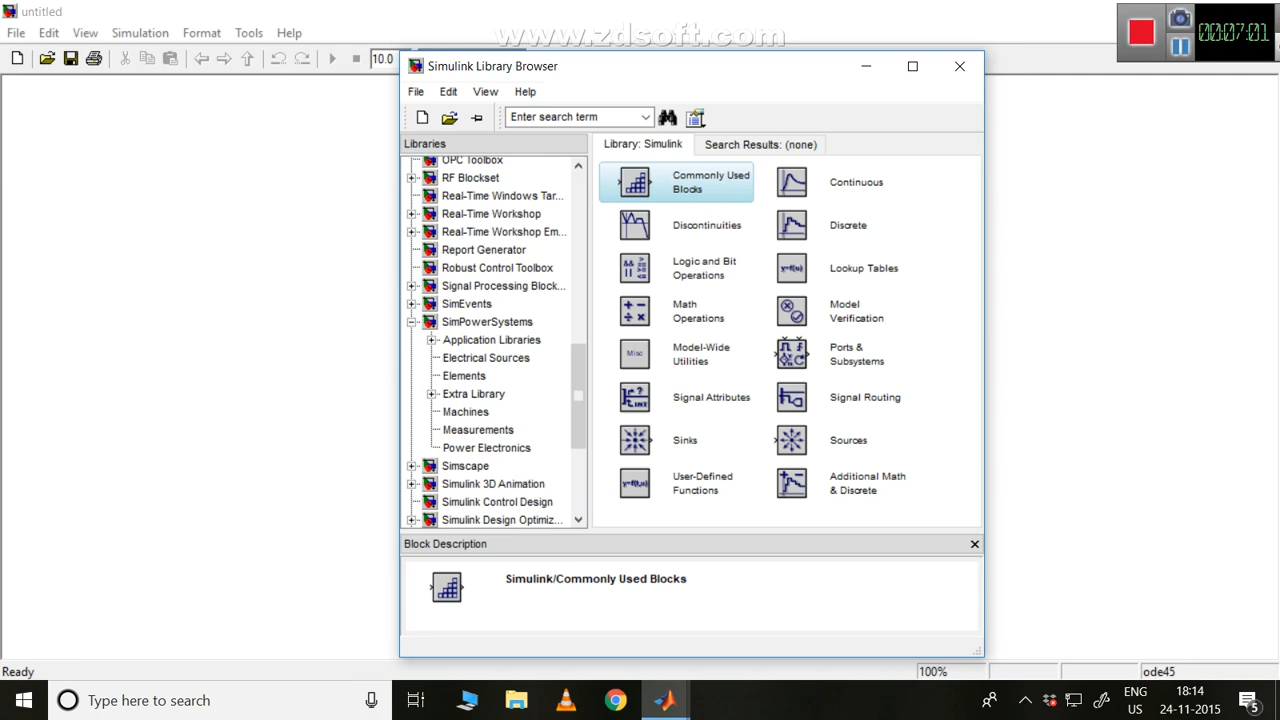 untitled
www.zdsoft.com
00:07:01
File Edit View Simulation Format Tools Help
10.0
Simulink Library Browser
File Edit View Help
Enter search term
Libraries
Library: Simulink
Search Results: (none)
OPC Toolbox
RF Blockset
Real-Time Windows Tar...
Real-Time Workshop
Real-Time Workshop Em...
Report Generator
Robust Control Toolbox
Signal Processing Block...
SimEvents
SimPowerSystems
Application Libraries
Electrical Sources
Elements
Extra Library
Machines
Measurements
Power Electronics
Simscape
Simulink 3D Animation
Simulink Control Design
Simulink Design Optimiz...
Commonly Used
Blocks
Continuous
Discontinuities
Discrete
&& >=
|| <=
Logic and Bit
Operations
y=f(u)
Lookup Tables
Math
Operations
Model
Verification
Misc
Model-Wide
Utilities
Ports &
Subsystems
Signal Attributes
Signal Routing
Sinks
Sources
y=f(t,u)
User-Defined
Functions
Additional Math
& Discrete
Block Description
Simulink/Commonly Used Blocks
Ready
100%
ode45
Type here to search
ENG
US
18:14
24-11-2015
5